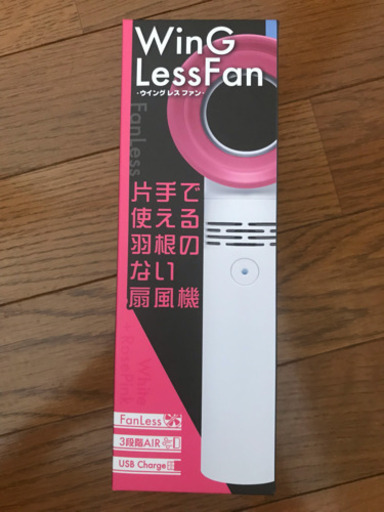 WinG
LessFan
-ウイング レス ファン-
FanLess
片手で
使える
羽根の
ない
扇風機
White
FanLess
3段階AIR
USB Charge